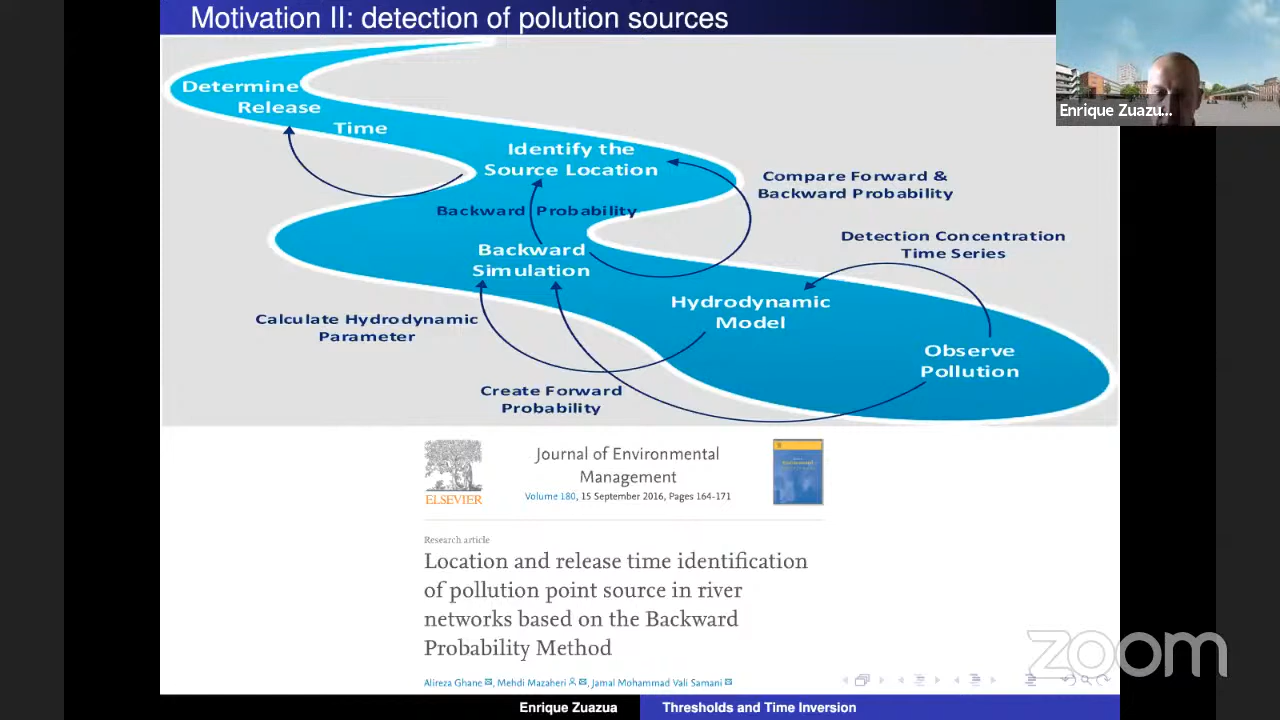 Motivation II: detection of polution sources
Enrique Zuazu...
Determine
Release
Time
Identify the
Source Location
Compare Forward &
Backward Probability
Backward Probability
Detection Concentration
Time Series
Backward
Simulation
Hydrodynamic
Model
Calculate Hydrodynamic
Parameter
Observe
Pollution
Create Forward
Probability
ELSEVIER
Journal of Environmental
Management
Volume 180, 15 September 2016, Pages 164-171
Research article
Location and release time identification
of pollution point source in river
networks based on the Backward
Probability Method
Alireza Ghane, Mehdi Mazaheri, Jamal Mohammad Vali Samani
zoom
Enrique Zuazua
Thresholds and Time Inversion